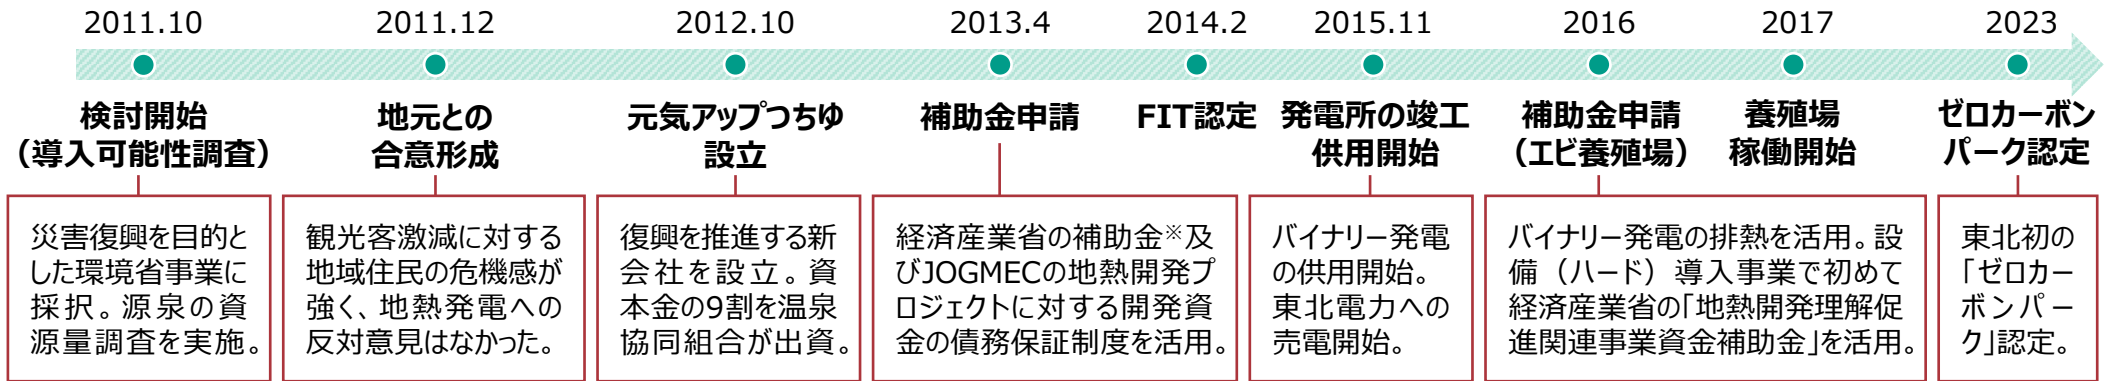 2011.10
2011.12
2012.10
2013.4
2014.2
2015.11
2016
2017
2023
検討開始
（導入可能性調査）
地元との
合意形成
元気アップつちゆ
設立
補助金申請
FIT認定
発電所の竣工
供用開始
補助金申請
（エビ養殖場）
養殖場
稼働開始
ゼロカーボン
パーク認定
災害復興を目的と
した環境省事業に
採択。源泉の資
源量調査を実施。
観光客激減に対する
地域住民の危機感が
強く、地熱発電への
反対意見はなかった。
復興を推進する新
会社を設立。資
本金の9割を温泉
協同組合が出資。
経済産業省の補助金※及
びJOGMECの地熱開発プ
ロジェクトに対する開発資
金の債務保証制度を活用。
バイナリー発電
の供用開始。
東北電力への
売電開始。
バイナリー発電の排熱を活用。設
備（ハード）導入事業で初めて
経済産業省の「地熱開発理解促
進関連事業資金補助金」を活用。
東北初の
「ゼロカー
ボンパー
ク」認定。